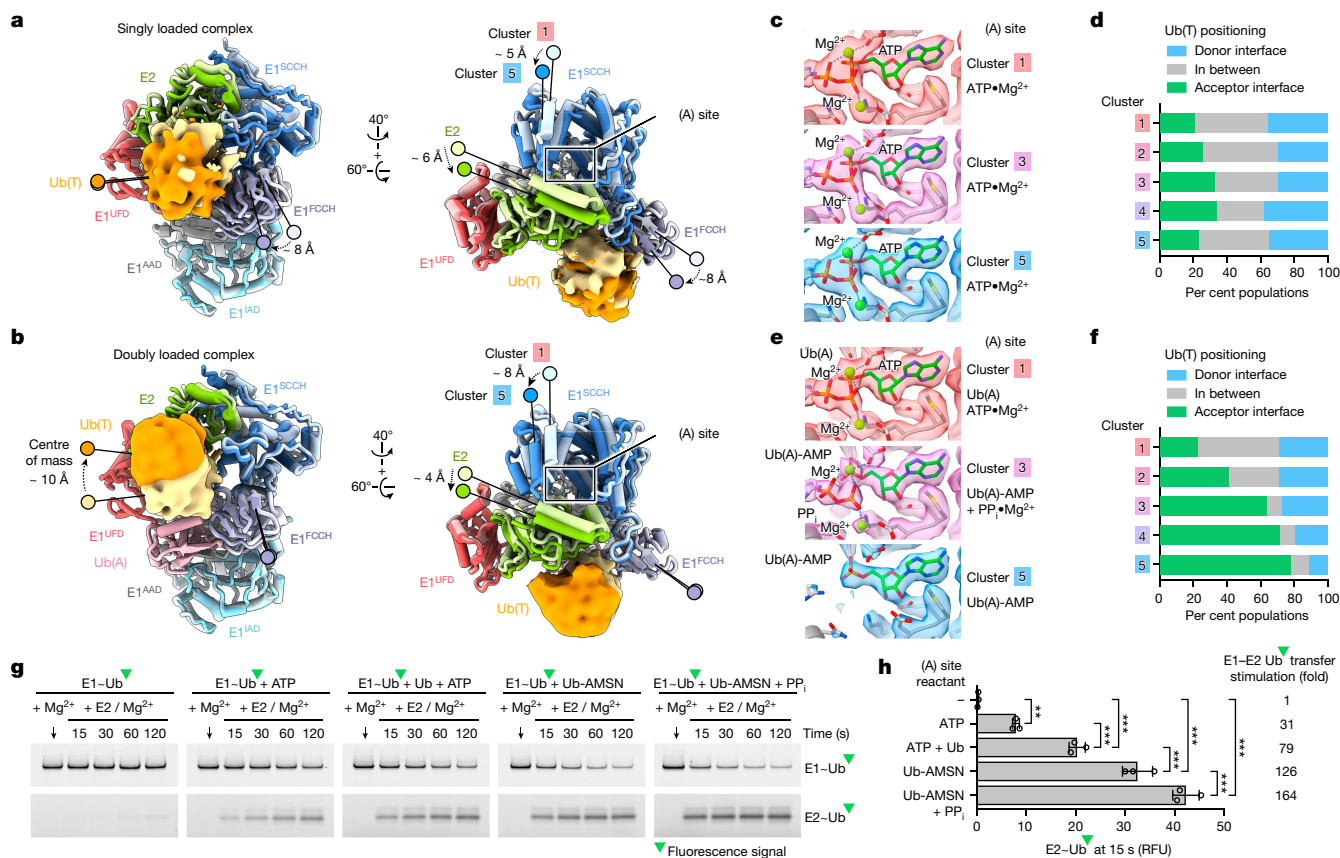 a
Singly loaded complex
E2
E1SCCH
Ub(T)
E1UFD
E1FCCH
E1AAD
~ 8 Å
E1IAD
40°
+
60°
Cluster 1
~ 5 Å
Cluster 5
E1SCCH
E2
(A) site
~ 6 Å
E1UFD
E1FCCH
Ub(T)
~8 Å
b
Doubly loaded complex
E2
E1SCCH
Ub(T)
Centre
of mass
~ 10 Å
E1UFD
E1FCCH
Ub(A)
E1AAD
E1IAD
40°
60°
+
Cluster 1
~ 8 Å
Cluster 5
E1SCCH
E2
(A) site
~ 4 Å
E1UFD
E1FCCH
Ub(T)
c
(A) site
Mg2+
ATP
Mg2+
Cluster 1
ATP•Mg2+
Mg2+
ATP
Mg2+
Cluster 3
ATP•Mg2+
Mg2+
ATP
Mg2+
Cluster 5
ATP•Mg2+
d
Ub(T) positioning
Donor interface
In between
Acceptor interface
Cluster
1
2
3
4
5
0 20 40 60 80 100
Per cent populations
e
(A) site
Ub(A)
Mg2+
ATP
Mg2+
Cluster 1
Ub(A)
ATP•Mg2+
Ub(A)-AMP
Mg2+
PPi
Mg2+
Cluster 3
Ub(A)-AMP
+ PPi•Mg2+
Ub(A)-AMP
Cluster 5
Ub(A)-AMP
f
Ub(T) positioning
Donor interface
In between
Acceptor interface
Cluster
1
2
3
4
5
0 20 40 60 80 100
Per cent populations
g
E1~Ub
E1~Ub + ATP
E1~Ub + Ub + ATP
E1~Ub + Ub-AMSN
E1~Ub + Ub-AMSN + PPi
+ Mg2+ + E2 / Mg2+
+ Mg2+ + E2 / Mg2+
+ Mg2+ + E2 / Mg2+
+ Mg2+ + E2 / Mg2+
+ Mg2+ + E2 / Mg2+
↓ 15 30 60 120
↓ 15 30 60 120
↓ 15 30 60 120
↓ 15 30 60 120
↓ 15 30 60 120
Time (s)
E1~Ub
E2~Ub
Fluorescence signal
h
(A) site
reactant
E1–E2 Ub transfer
stimulation (fold)
– ** *** *** *** 1
ATP *** 31
ATP + Ub *** 79
Ub-AMSN *** 126
Ub-AMSN
+ PPi
164
0 10 20 30 40 50
E2~Ub at 15 s (RFU)